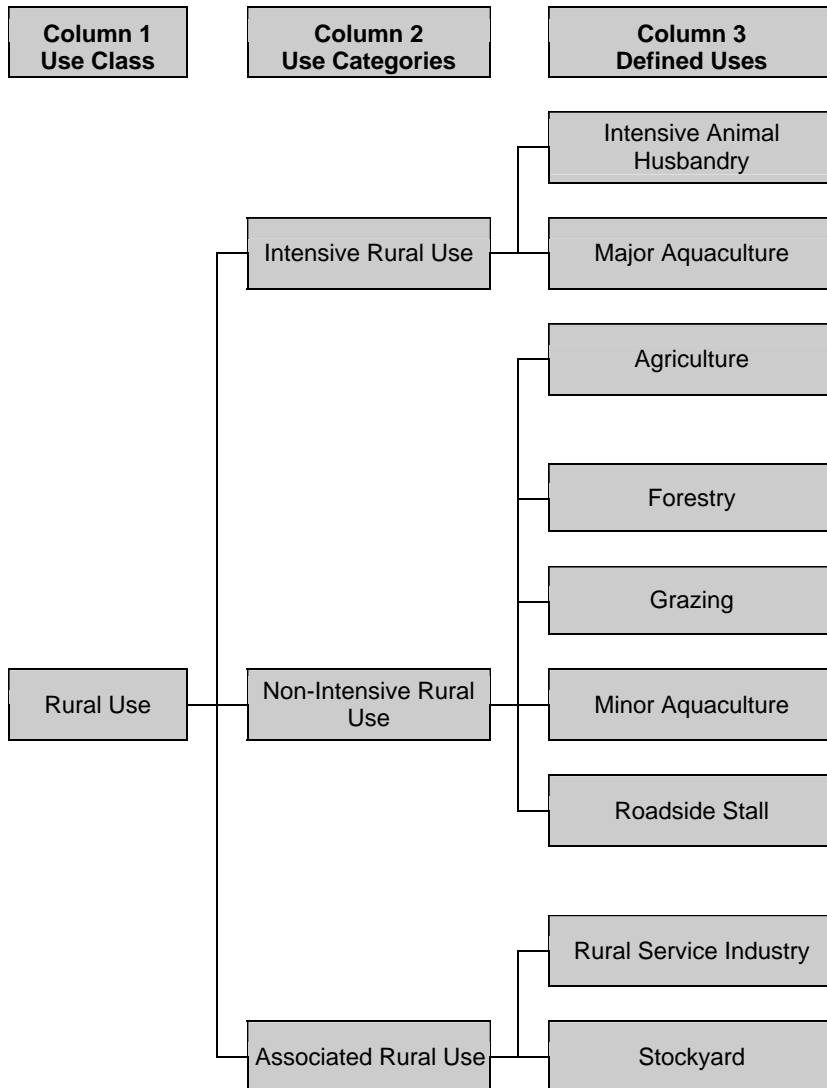 Column 1
Use Class
Column 2
Use Categories
Column 3
Defined Uses
Intensive Animal
Husbandry
Intensive Rural Use
Major Aquaculture
Agriculture
Forestry
Grazing
Rural Use
Non-Intensive Rural
Use
Minor Aquaculture
Roadside Stall
Rural Service Industry
Associated Rural Use
Stockyard